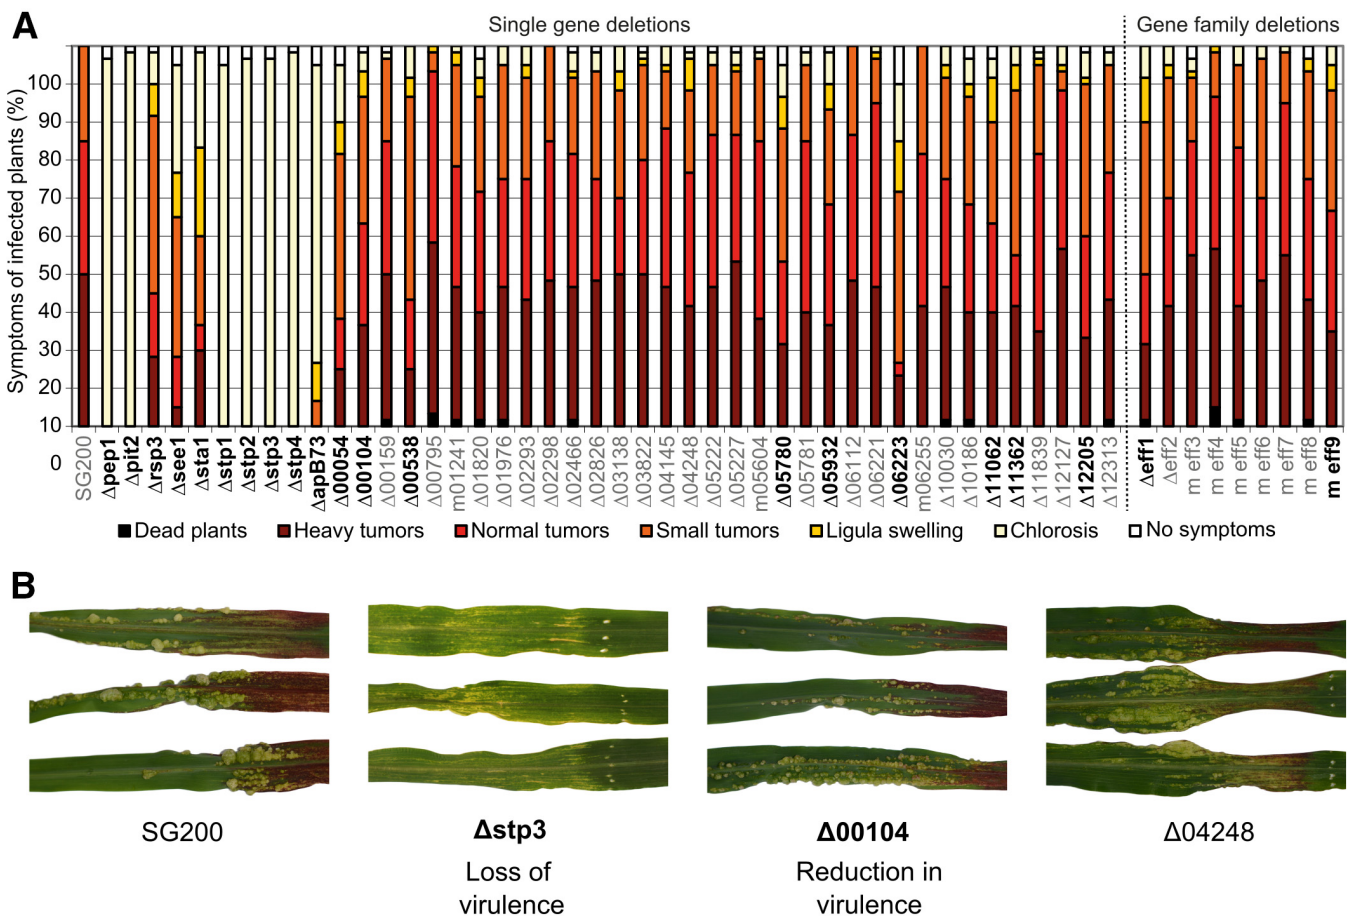 A
Single gene deletions
Gene family deletions
Symptoms of infected plants (%)
100
90
80
70
60
50
40
30
20
10
0
SG200
Δpep1
Δpit2
Δrsp3
Δsee1
Δsta1
Δstp1
Δstp2
Δstp3
Δstp4
ΔapB73
Δ00054
Δ00104
Δ00159
Δ00538
Δ00795
m01241
Δ01820
Δ01976
Δ02293
Δ02298
Δ02466
Δ02826
Δ03138
Δ03822
Δ04145
Δ04248
Δ05222
Δ05227
m05604
Δ05780
Δ05781
Δ05932
Δ06112
Δ06221
Δ06223
m06255
Δ10030
Δ10186
Δ11062
Δ11362
Δ11839
Δ12127
Δ12205
Δ12313
Δeff1
Δeff2
m eff3
m eff4
m eff5
m eff6
m eff7
m eff8
m eff9
Dead plants Heavy tumors Normal tumors Small tumors Ligula swelling Chlorosis No symptoms
B
SG200 Δstp3 Δ00104 Δ04248
Loss of Reduction in
virulence virulence